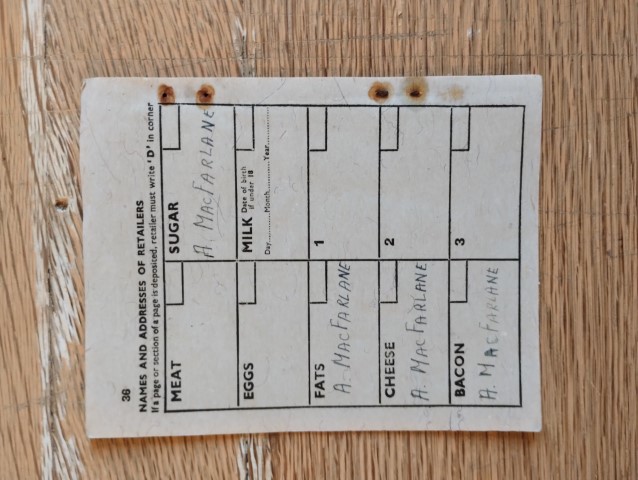 36
NAMES AND ADDRESSES OF RETAILERS
If a page or section of a page is deposited, retailer must write 'D' in corner
MEAT
SUGAR
A. MACFARLANE
EGGS
MILK Date of birth if under 18
Day.......... Month............ Year...............
FATS
A. MACFARLANE
1
CHEESE
A. MACFARLANE
2
BACON
A. MACFARLANE
3